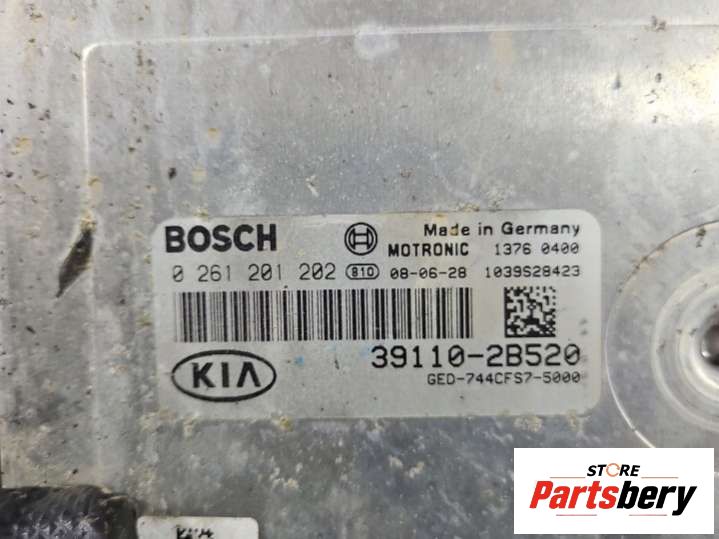 BOSCH
Made in Germany
MOTRONIC 1376 0400
0 261 201 202 810 08-06-28 1039S28423
39110-2B520
KIA
GED-744CFS7-5000
STORE
Partsbery